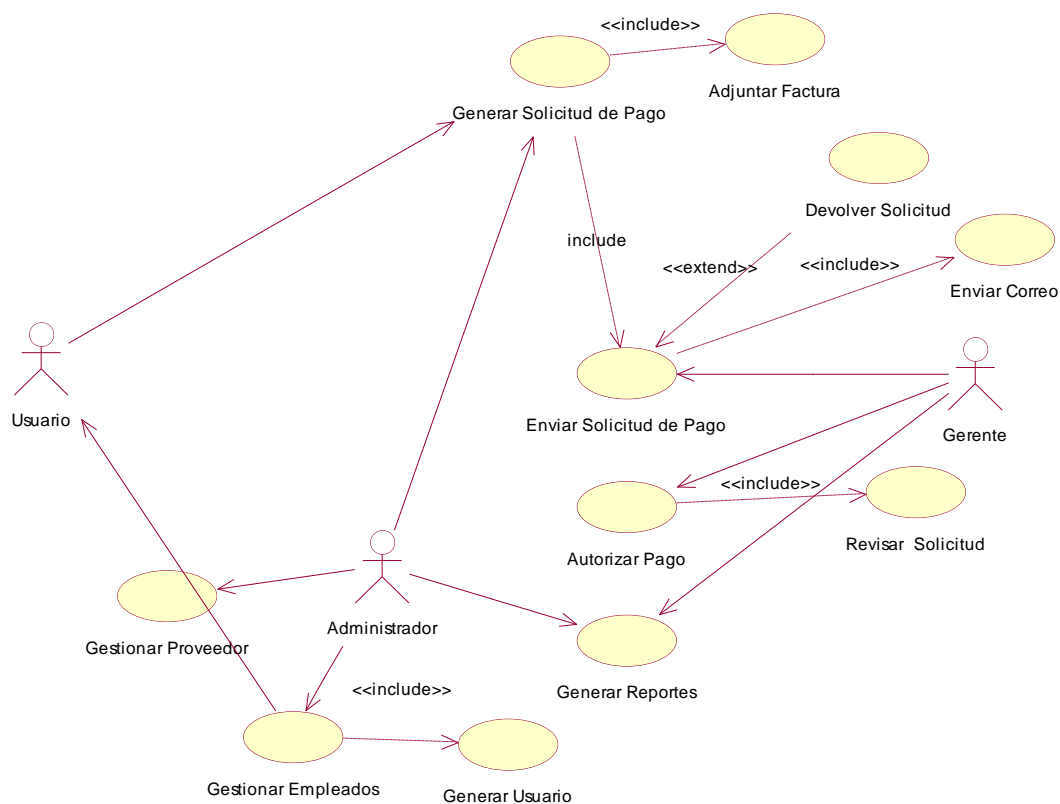 <<include>>
Adjuntar Factura
Generar Solicitud de Pago
Devolver Solicitud
include
<<extend>>
<<include>>
Enviar Correo
Usuario
Enviar Solicitud de Pago
Gerente
<<include>>
Autorizar Pago
Revisar Solicitud
Administrador
Gestionar Proveedor
<<include>>
Generar Reportes
Gestionar Empleados
Generar Usuario